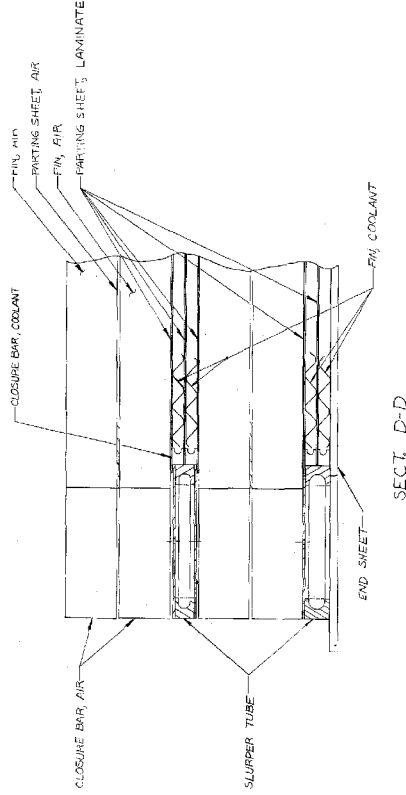 FIN, AIR
PARTING SHEET, AIR
FIN, AIR
PARTING SHEET, LAMINATE
CLOSURE BAR, COOLANT
FIN, COOLANT
CLOSURE BAR, AIR
SLURPER TUBE
END SHEET
SECT. D-D